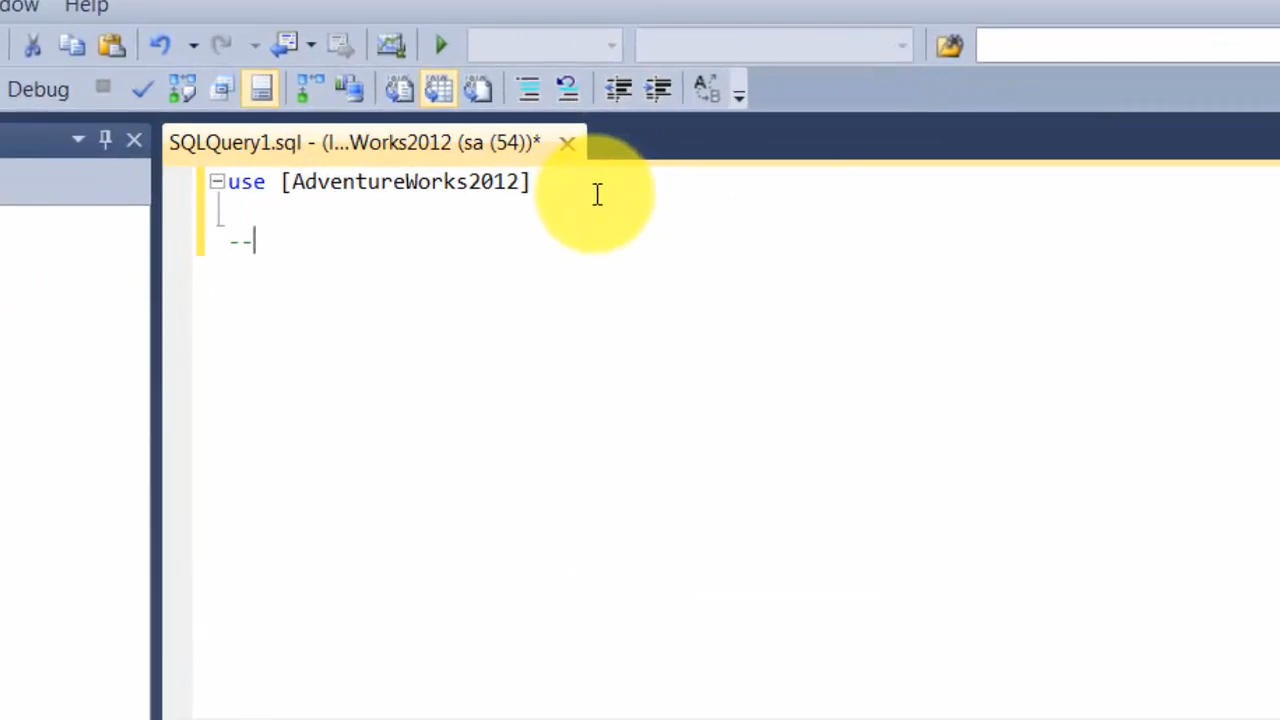 dow Help
Debug
SQLQuery1.sql - (l...Works2012 (sa (54))*
use [AdventureWorks2012]
--